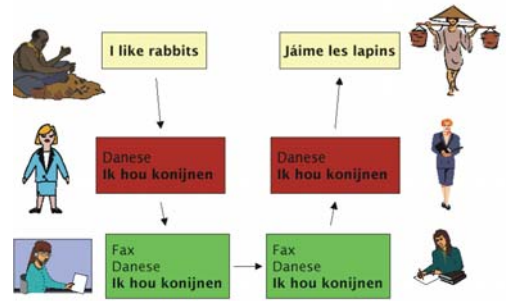 I like rabbits
Jáime les lapins
Danese
Ik hou konijnen
Danese
Ik hou konijnen
Fax
Danese
Ik hou konijnen
Fax
Danese
Ik hou konijnen